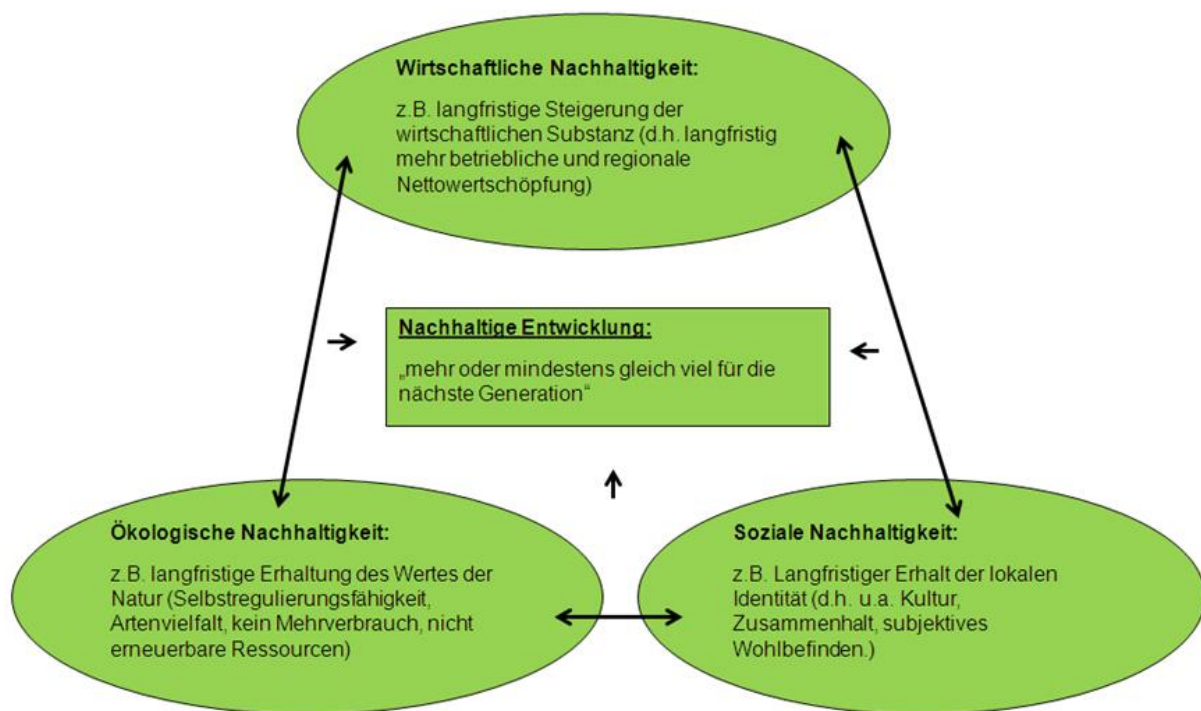 Wirtschaftliche Nachhaltigkeit:
z.B. langfristige Steigerung der
wirtschaftlichen Substanz (d.h. langfristig
mehr betriebliche und regionale
Nettowertschöpfung)
Nachhaltige Entwicklung:
„mehr oder mindestens gleich viel für die
nächste Generation“
Ökologische Nachhaltigkeit:
z.B. langfristige Erhaltung des Wertes der
Natur (Selbstregulierungsfähigkeit,
Artenvielfalt, kein Mehrverbrauch, nicht
erneuerbare Ressourcen)
Soziale Nachhaltigkeit:
z.B. Langfristiger Erhalt der lokalen
Identität (d.h. u.a. Kultur,
Zusammenhalt, subjektives
Wohlbefinden.)